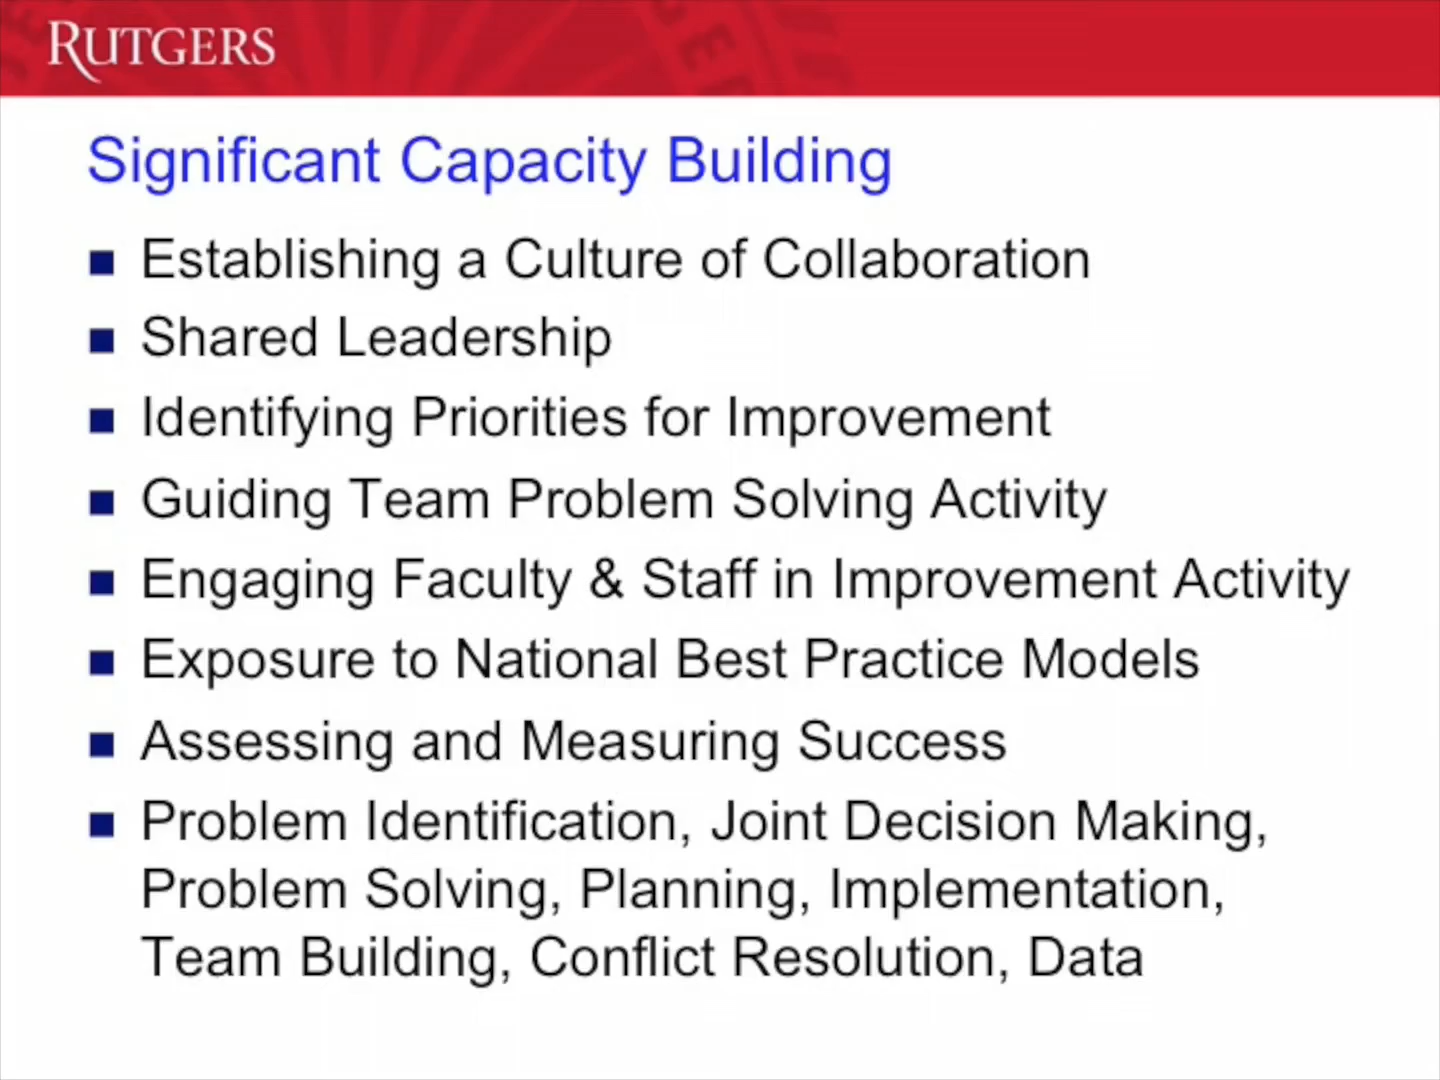 RUTGERS
Significant Capacity Building
Establishing a Culture of Collaboration
Shared Leadership
Identifying Priorities for Improvement
Guiding Team Problem Solving Activity
Engaging Faculty & Staff in Improvement Activity
Exposure to National Best Practice Models
Assessing and Measuring Success
Problem Identification, Joint Decision Making,
Problem Solving, Planning, Implementation,
Team Building, Conflict Resolution, Data